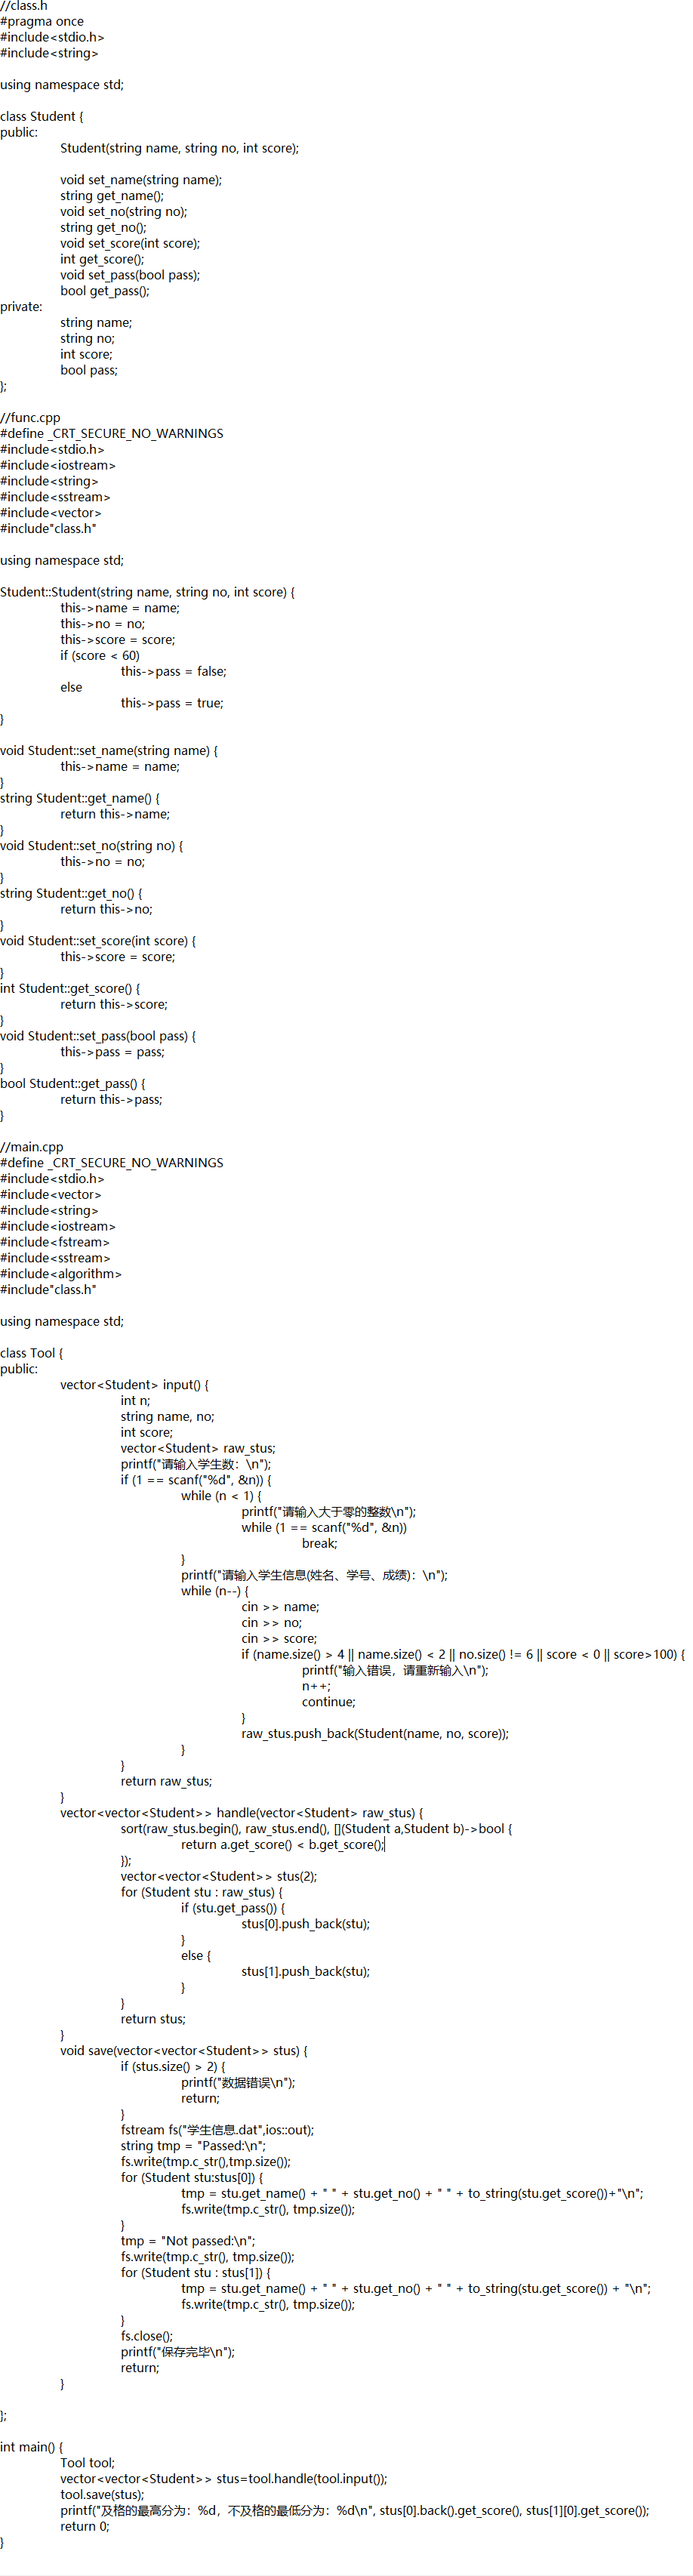 //class.h
#pragma once
#include<stdio.h>
#include<string>

using namespace std;

class Student {
public:
	Student(string name, string no, int score);

	void set_name(string name);
	string get_name();
	void set_no(string no);
	string get_no();
	void set_score(int score);
	int get_score();
	void set_pass(bool pass);
	bool get_pass();
private:
	string name;
	string no;
	int score;
	bool pass;
};

//func.cpp
#define _CRT_SECURE_NO_WARNINGS
#include<stdio.h>
#include<iostream>
#include<string>
#include<sstream>
#include<vector>
#include"class.h"

using namespace std;

Student::Student(string name, string no, int score) {
	this->name = name;
	this->no = no;
	this->score = score;
	if (score < 60)
		this->pass = false;
	else
		this->pass = true;
}

void Student::set_name(string name) {
	this->name = name;
}
string Student::get_name() {
	return this->name;
}
void Student::set_no(string no) {
	this->no = no;
}
string Student::get_no() {
	return this->no;
}
void Student::set_score(int score) {
	this->score = score;
}
int Student::get_score() {
	return this->score;
}
void Student::set_pass(bool pass) {
	this->pass = pass;
}
bool Student::get_pass() {
	return this->pass;
}

//main.cpp
#define _CRT_SECURE_NO_WARNINGS
#include<stdio.h>
#include<vector>
#include<string>
#include<iostream>
#include<fstream>
#include<sstream>
#include<algorithm>
#include"class.h"

using namespace std;

class Tool {
public:
	vector<Student> input() {
		int n;
		string name, no;
		int score;
		vector<Student> raw_stus;
		printf("请输入学生数：\n");
		if (1 == scanf("%d", &n)) {
			while (n < 1) {
				printf("请输入大于零的整数\n");
				while (1 == scanf("%d", &n))
					break;
			}
			printf("请输入学生信息(姓名、学号、成绩)：\n");
			while (n--) {
				cin >> name;
				cin >> no;
				cin >> score;
				if (name.size() > 4 || name.size() < 2 || no.size() != 6 || score < 0 || score>100) {
					printf("输入错误，请重新输入\n");
					n++;
					continue;
				}
				raw_stus.push_back(Student(name, no, score));
			}
		}
		return raw_stus;
	}
	vector<vector<Student>> handle(vector<Student> raw_stus) {
		sort(raw_stus.begin(), raw_stus.end(), [](Student a,Student b)->bool {
			return a.get_score() < b.get_score();
		});
		vector<vector<Student>> stus(2);
		for (Student stu : raw_stus) {
			if (stu.get_pass()) {
				stus[0].push_back(stu);
			}
			else {
				stus[1].push_back(stu);
			}
		}
		return stus;
	}
	void save(vector<vector<Student>> stus) {
		if (stus.size() > 2) {
			printf("数据错误\n");
			return;
		}
		fstream fs("学生信息.dat",ios::out);
		string tmp = "Passed:\n";
		fs.write(tmp.c_str(),tmp.size());
		for (Student stu:stus[0]) {
			tmp = stu.get_name() + " " + stu.get_no() + " " + to_string(stu.get_score())+"\n";
			fs.write(tmp.c_str(), tmp.size());
		}
		tmp = "Not passed:\n";
		fs.write(tmp.c_str(), tmp.size());
		for (Student stu : stus[1]) {
			tmp = stu.get_name() + " " + stu.get_no() + " " + to_string(stu.get_score()) + "\n";
			fs.write(tmp.c_str(), tmp.size());
		}
		fs.close();
		printf("保存完毕\n");
		return;
	}

};

int main() {
	Tool tool;
	vector<vector<Student>> stus=tool.handle(tool.input());
	tool.save(stus);
	printf("及格的最高分为：%d，不及格的最低分为：%d\n", stus[0].back().get_score(), stus[1][0].get_score());
	return 0;
}